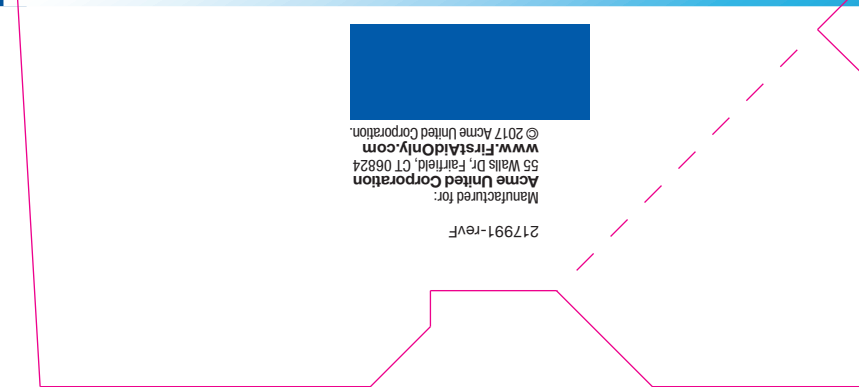 217991-revF
Manufactured for:
Acme United Corporation
55 Walls Dr, Fairfield, CT 06824
www.FirstAidOnly.com
© 2017 Acme United Corporation.